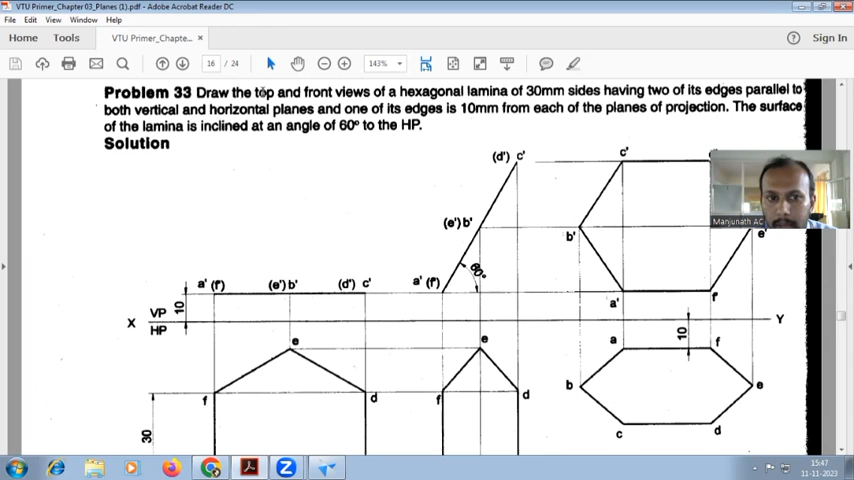 VTU Primer_Chapter 03_Planes (1).pdf - Adobe Acrobat Reader DC
File Edit View Window Help
Home Tools VTU Primer_Chapte... × Sign In
16 / 24 143%
Problem 33 Draw the top and front views of a hexagonal lamina of 30mm sides having two of its edges parallel to
both vertical and horizontal planes and one of its edges is 10mm from each of the planes of projection. The surface
of the lamina is inclined at an angle of 60° to the HP.
Solution
(d') c' c'
Manjunath AC
(e') b' b' e'
60°
a' (f') (e') b' (d') c' a' (f')
a' f'
10
X VP Y
HP
10
e e a f
b e
f d f d
c d
30
15:47
11-11-2023